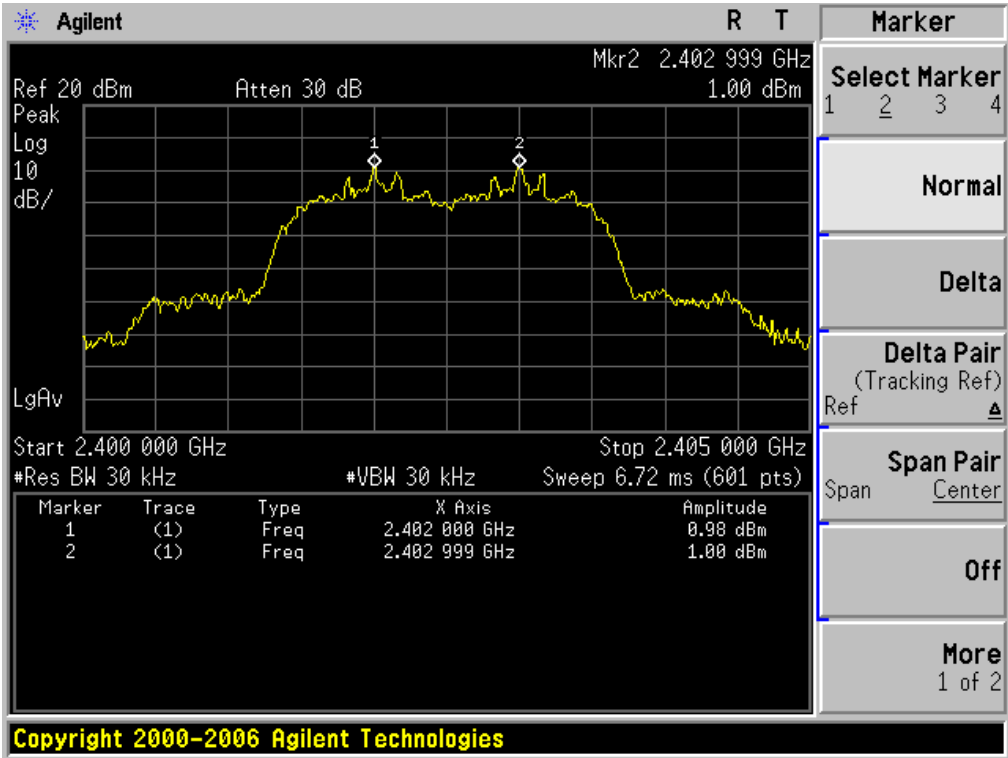 Agilent R T
Mkr2 2.402 999 GHz
Ref 20 dBm Atten 30 dB 1.00 dBm
Peak
Log
10
dB/
1 2
LgAv
Start 2.400 000 GHz Stop 2.405 000 GHz
#Res BW 30 kHz #VBW 30 kHz Sweep 6.72 ms (601 pts)
Marker Trace Type X Axis Amplitude
1 (1) Freq 2.402 000 GHz 0.98 dBm
2 (1) Freq 2.402 999 GHz 1.00 dBm
Marker
Select Marker
1 2 3 4
Normal
Delta
Delta Pair
(Tracking Ref)
Ref Δ
Span Pair
Span Center
Off
More
1 of 2
Copyright 2000-2006 Agilent Technologies